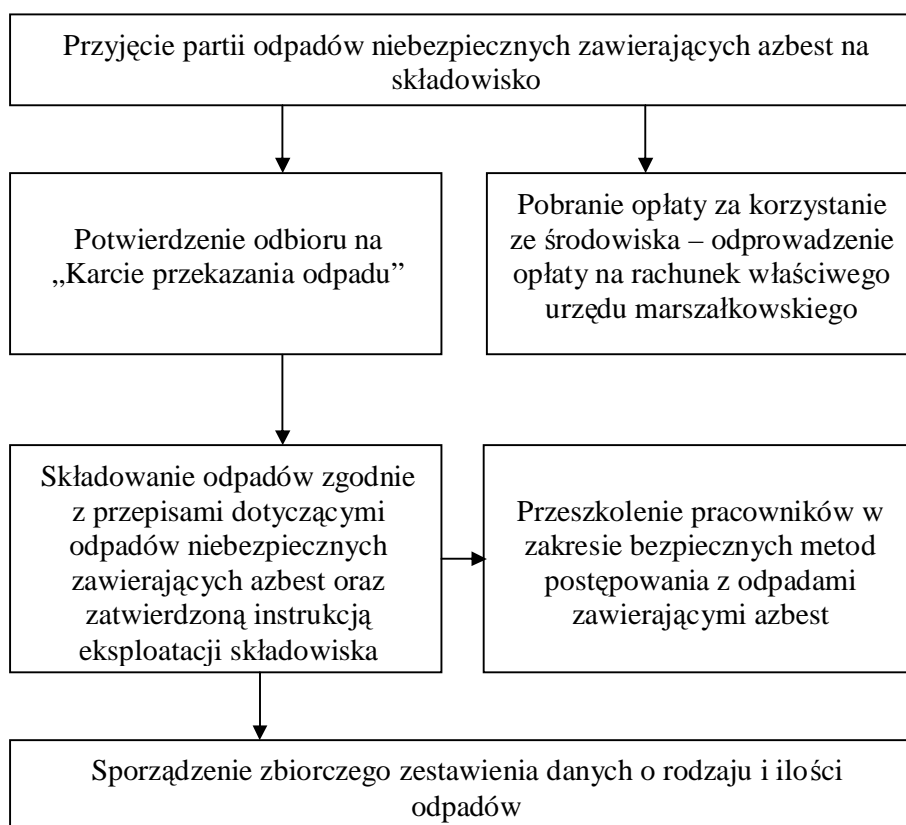 Przyjęcie partii odpadów niebezpiecznych zawierających azbest na
składowisko
Potwierdzenie odbioru na
„Karcie przekazania odpadu”
Pobranie opłaty za korzystanie
ze środowiska – odprowadzenie
opłaty na rachunek właściwego
urzędu marszałkowskiego
Składowanie odpadów zgodnie
z przepisami dotyczącymi
odpadów niebezpiecznych
zawierających azbest oraz
zatwierdzoną instrukcją
eksploatacji składowiska
Przeszkolenie pracowników w
zakresie bezpiecznych metod
postępowania z odpadami
zawierającymi azbest
Sporządzenie zbiorczego zestawienia danych o rodzaju i ilości
odpadów